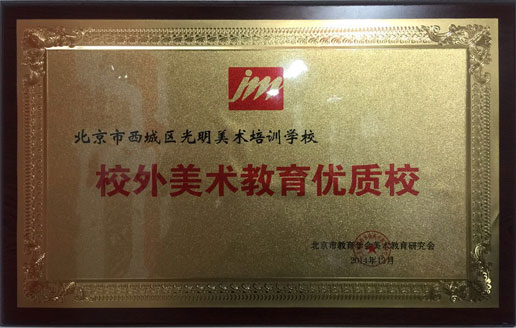 jm
北京市西城区光明美术培训学校
校外美术教育优质校
北京市教育学会美术教育研究会